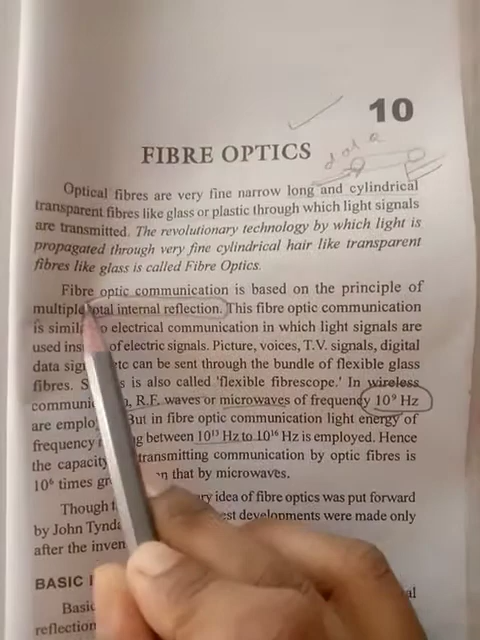 10
FIBRE OPTICS
data
Optical fibres are very fine narrow long and cylindrical
transparent fibres like glass or plastic through which light signals
are transmitted. The revolutionary technology by which light is
propagated through very fine cylindrical hair like transparent
fibres like glass is called Fibre Optics.
Fibre optic communication is based on the principle of
multiple total internal reflection. This fibre optic communication
is similar to electrical communication in which light signals are
used ins of electric signals. Picture, voices, T.V. signals, digital
data sig etc can be sent through the bundle of flexible glass
fibres. S s is also called 'flexible fibrescope.' In wireless
communi , R.F. waves or microwaves of frequency 10⁹ Hz
are emplo But in fibre optic communication light energy of
frequency g between 10¹³ Hz to 10¹⁶ Hz is employed. Hence
the capacity transmitting communication by optic fibres is
10⁶ times gr n that by microwaves.
Though t ry idea of fibre optics was put forward
by John Tynda est developments were made only
after the inven
BASIC
Basic al
reflection